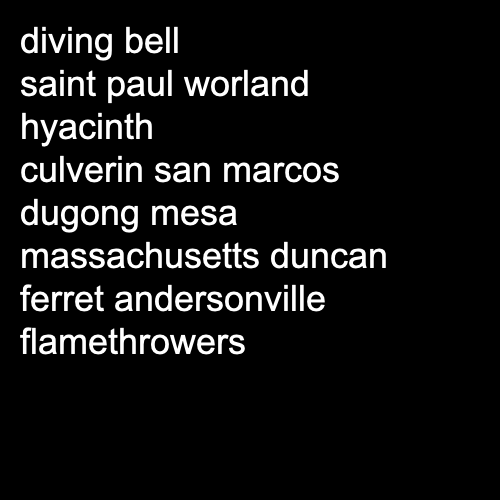 diving bell
saint paul worland
hyacinth
culverin san marcos
dugong mesa
massachusetts duncan
ferret andersonville
flamethrowers